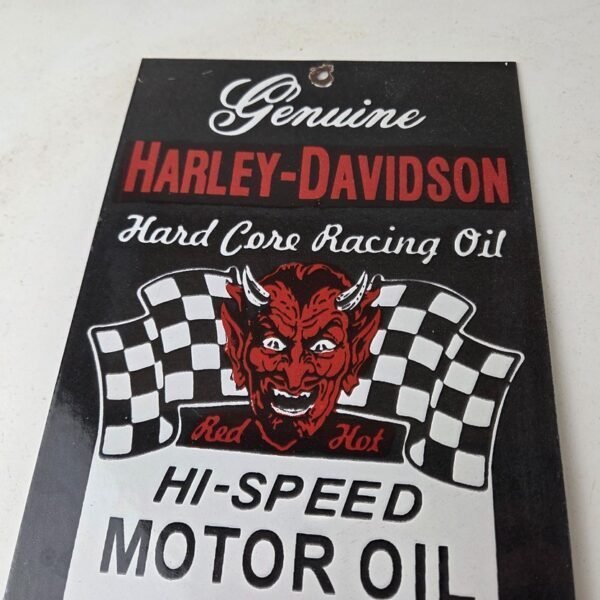 Genuine
HARLEY-DAVIDSON
Hard Core Racing Oil
Red Hot
HI-SPEED
MOTOR OIL